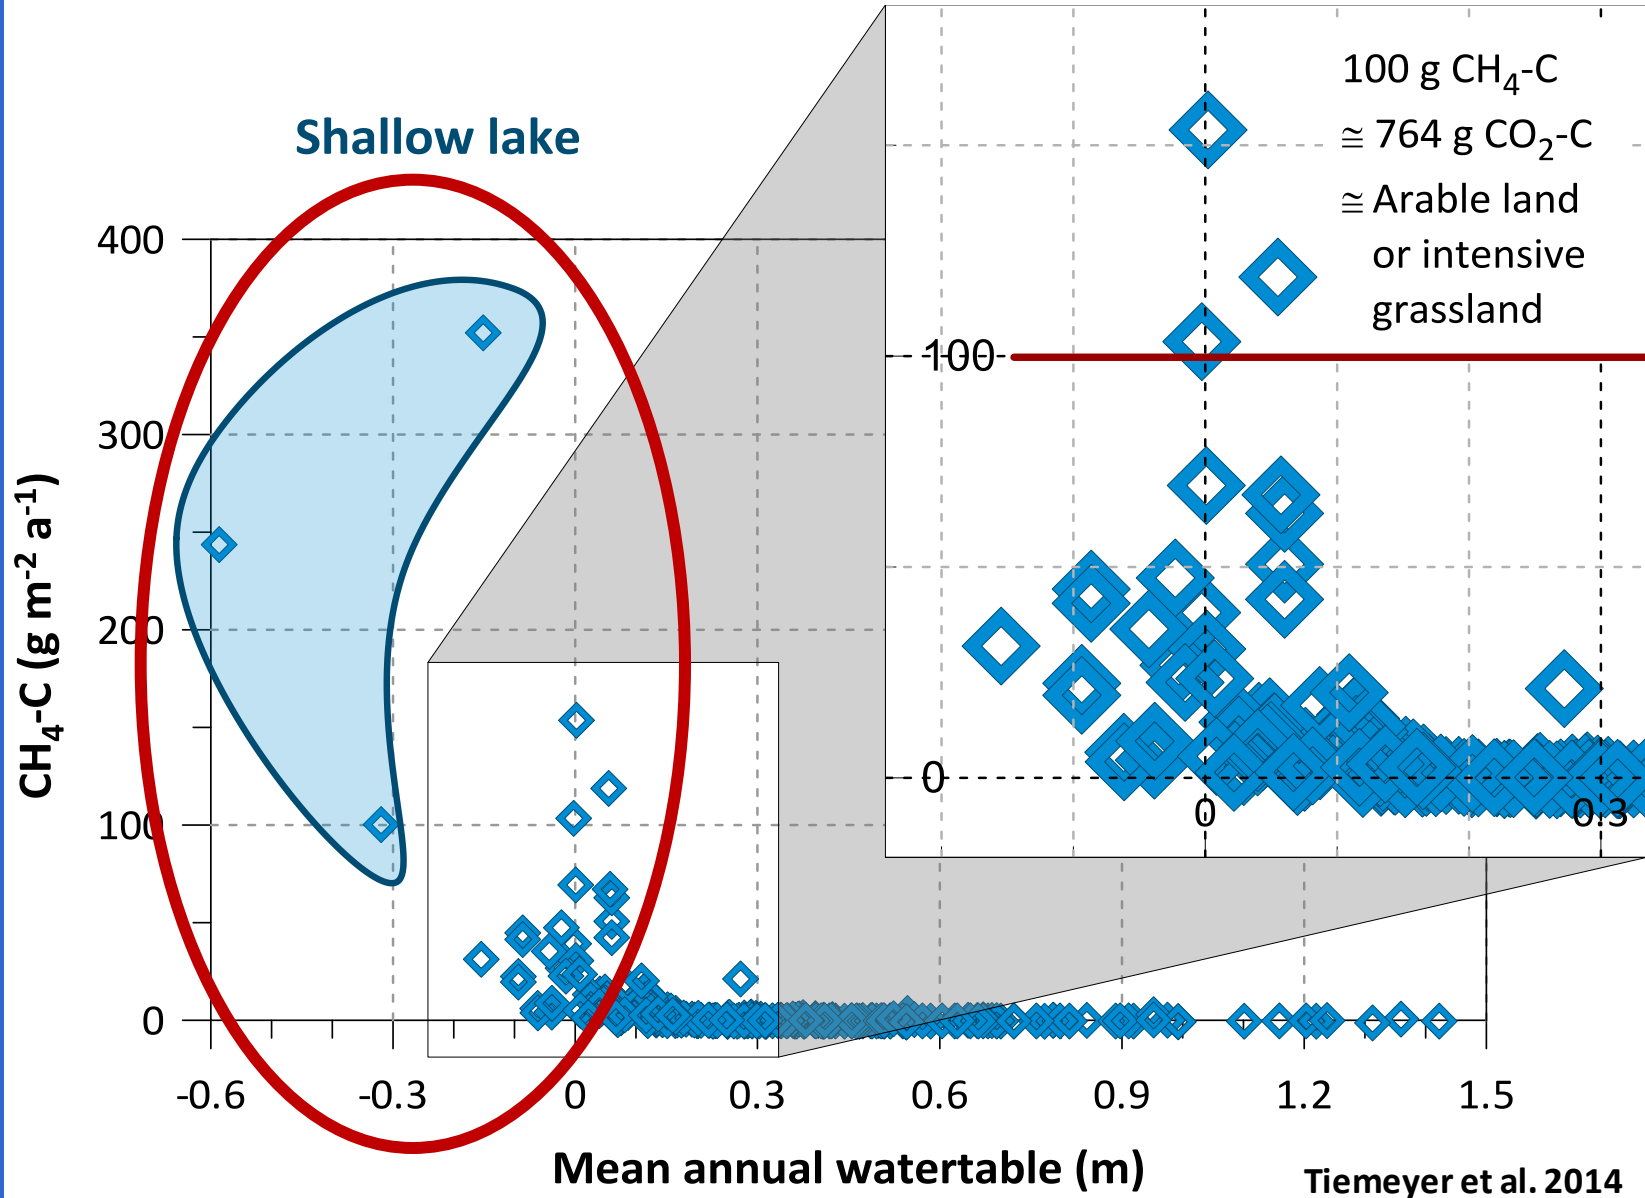 100 g CH4-C
≅ 764 g CO2-C
≅ Arable land
or intensive
grassland
Shallow lake
400
300
200
100
0
100
0
0
0.3
CH4-C (g m-2 a-1)
-0.6 -0.3 0 0.3 0.6 0.9 1.2 1.5
Mean annual watertable (m)
Tiemeyer et al. 2014